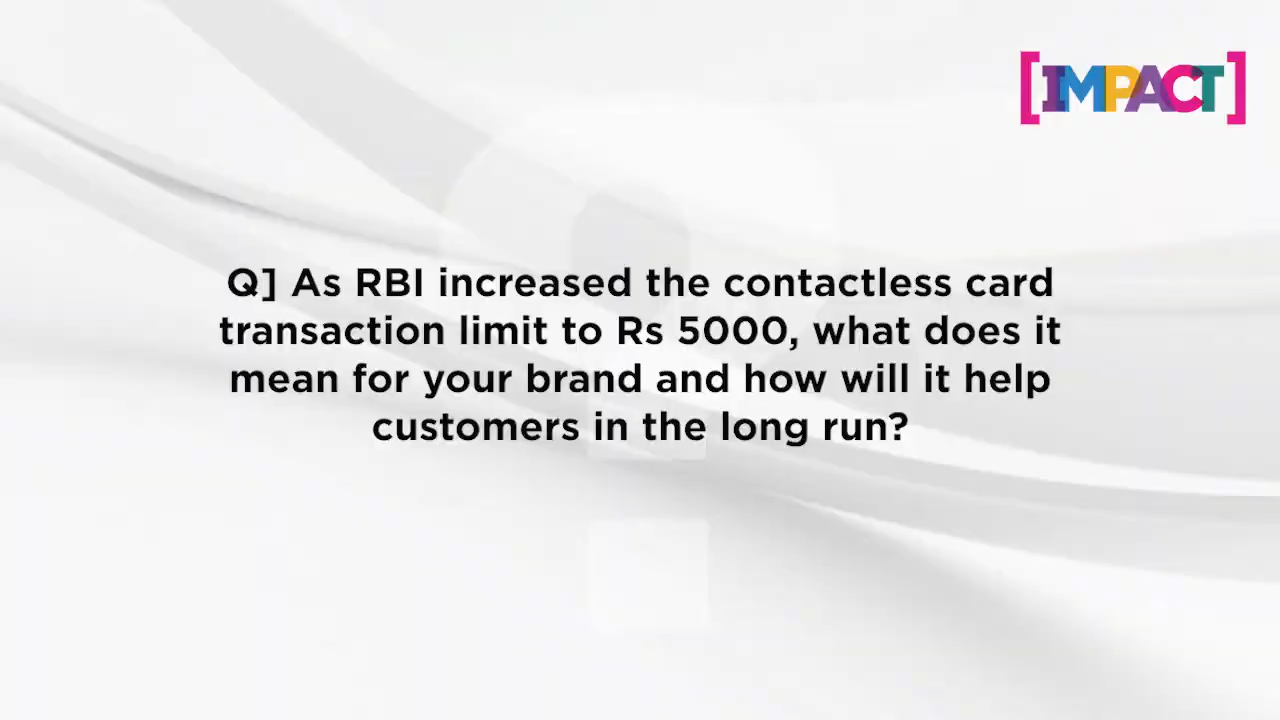 [IMPACT]
Q] As RBI increased the contactless card
transaction limit to Rs 5000, what does it
mean for your brand and how will it help
customers in the long run?